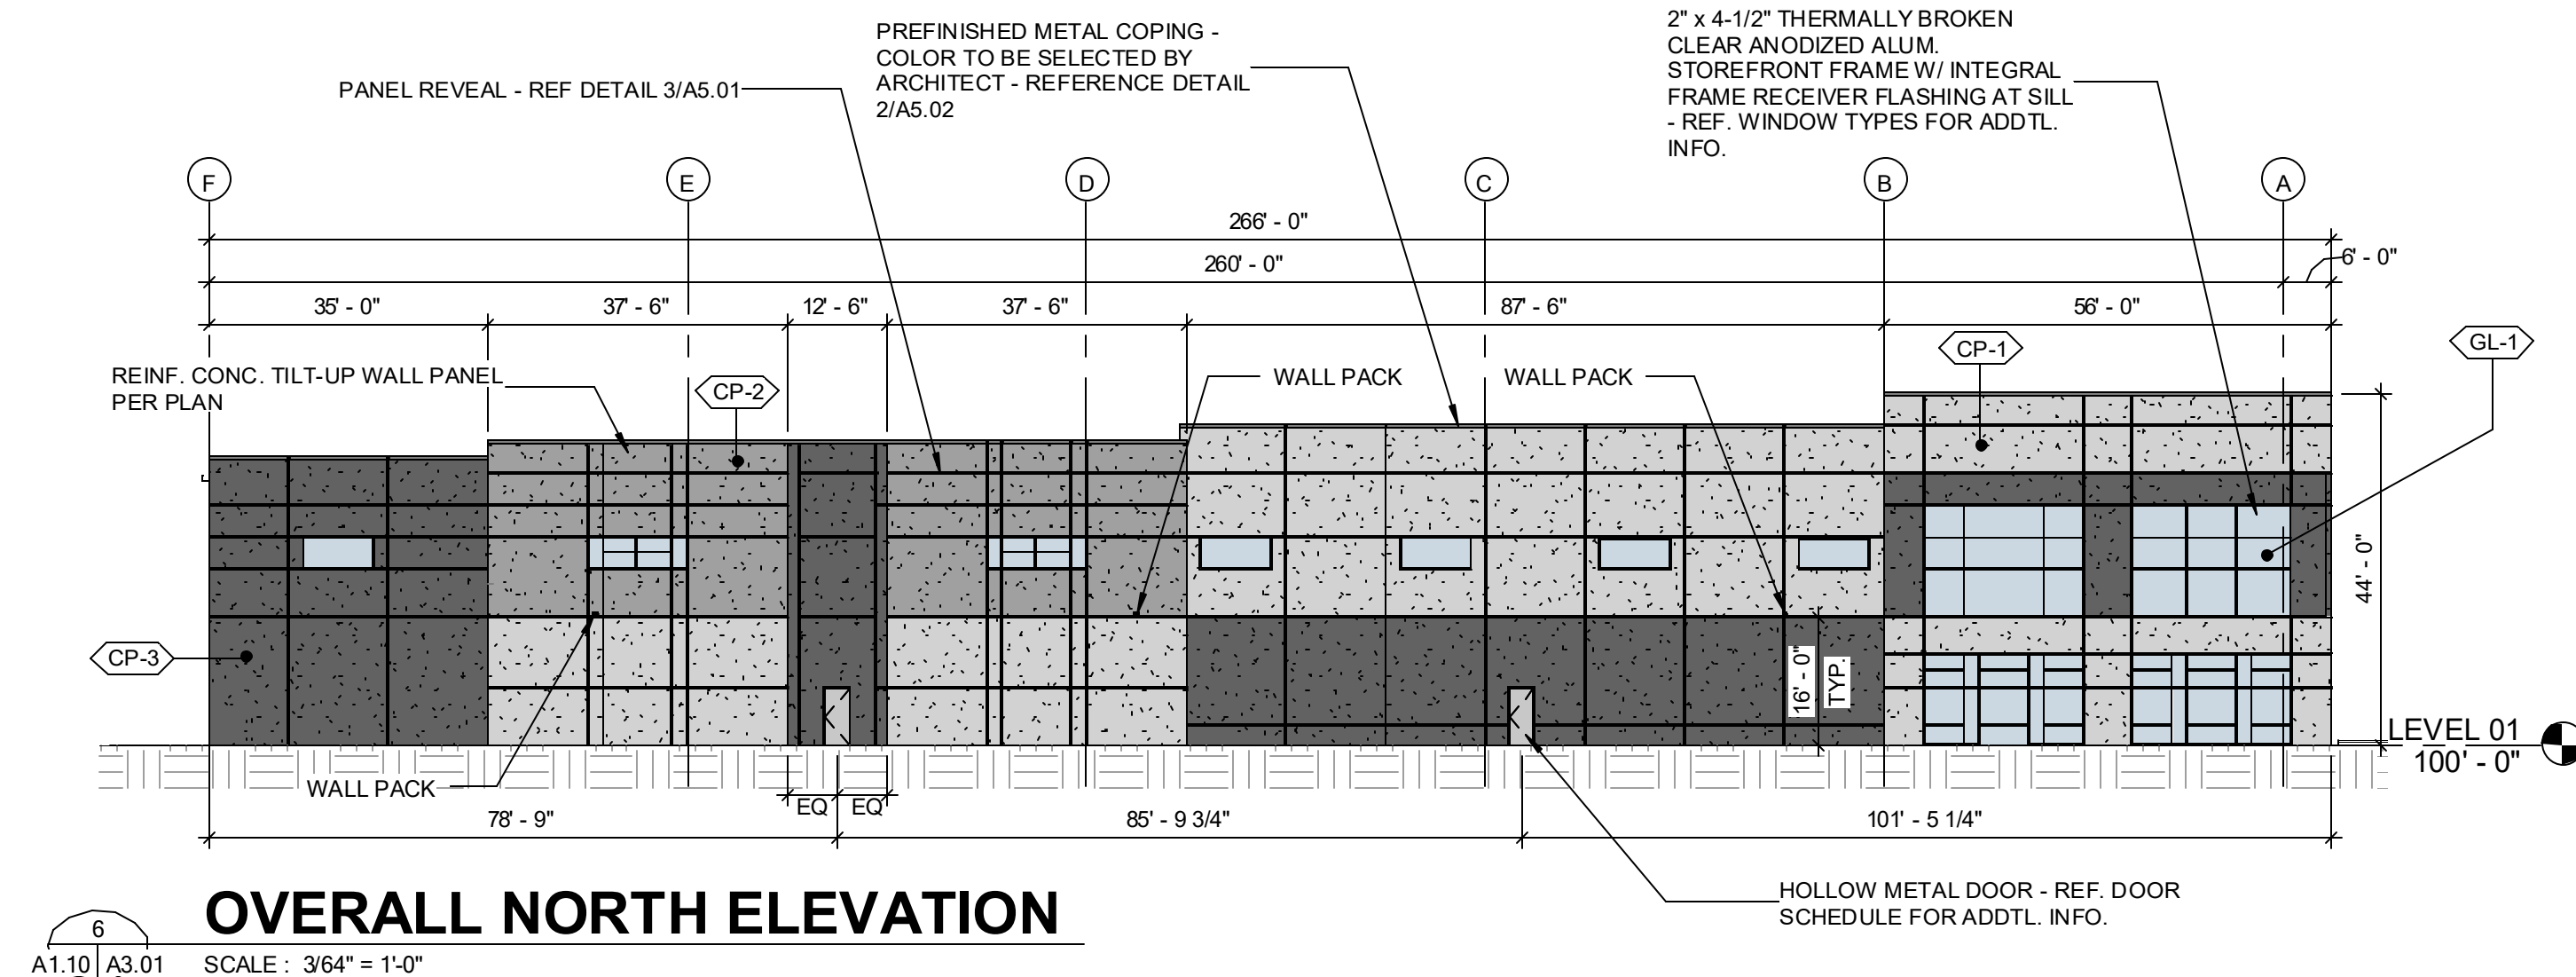 PREFINISHED METAL COPING -
COLOR TO BE SELECTED BY
ARCHITECT - REFERENCE DETAIL
2/A5.02
2" x 4-1/2" THERMALLY BROKEN
CLEAR ANODIZED ALUM.
STOREFRONT FRAME W/ INTEGRAL
FRAME RECEIVER FLASHING AT SILL
- REF. WINDOW TYPES FOR ADDTL.
INFO.
PANEL REVEAL - REF DETAIL 3/A5.01
F
E
D
C
B
A
266' - 0"
260' - 0"
6' - 0"
35' - 0"
37' - 6"
12' - 6"
37' - 6"
87' - 6"
56' - 0"
REINF. CONC. TILT-UP WALL PANEL
PER PLAN
CP-2
WALL PACK
WALL PACK
CP-1
GL-1
44' - 0"
CP-3
16' - 0"
TYP.
LEVEL 01
100' - 0"
WALL PACK
EQ
EQ
78' - 9"
85' - 9 3/4"
101' - 5 1/4"
HOLLOW METAL DOOR - REF. DOOR
SCHEDULE FOR ADDTL. INFO.
OVERALL NORTH ELEVATION
6
A1.10
A3.01
SCALE : 3/64" = 1'-0"